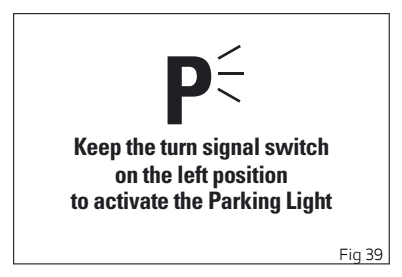 P
Keep the turn signal switch
on the left position
to activate the Parking Light
Fig 39